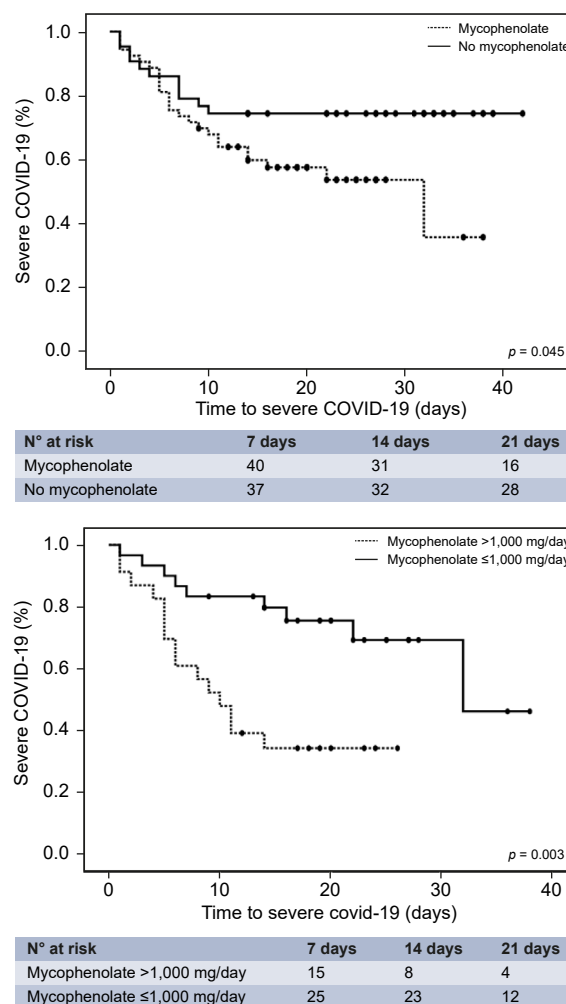 Mycophenolate
No mycophenolate
Severe COVID-19 (%)
1.0
0.8
0.6
0.4
0.2
0.0
p = 0.045
0 10 20 30 40
Time to severe COVID-19 (days)
N° at risk 7 days 14 days 21 days
Mycophenolate 40 31 16
No mycophenolate 37 32 28
Mycophenolate >1,000 mg/day
Mycophenolate ≤1,000 mg/day
Severe COVID-19 (%)
1.0
0.8
0.6
0.4
0.2
0.0
p = 0.003
0 10 20 30 40
Time to severe covid-19 (days)
N° at risk 7 days 14 days 21 days
Mycophenolate >1,000 mg/day 15 8 4
Mycophenolate ≤1,000 mg/day 25 23 12